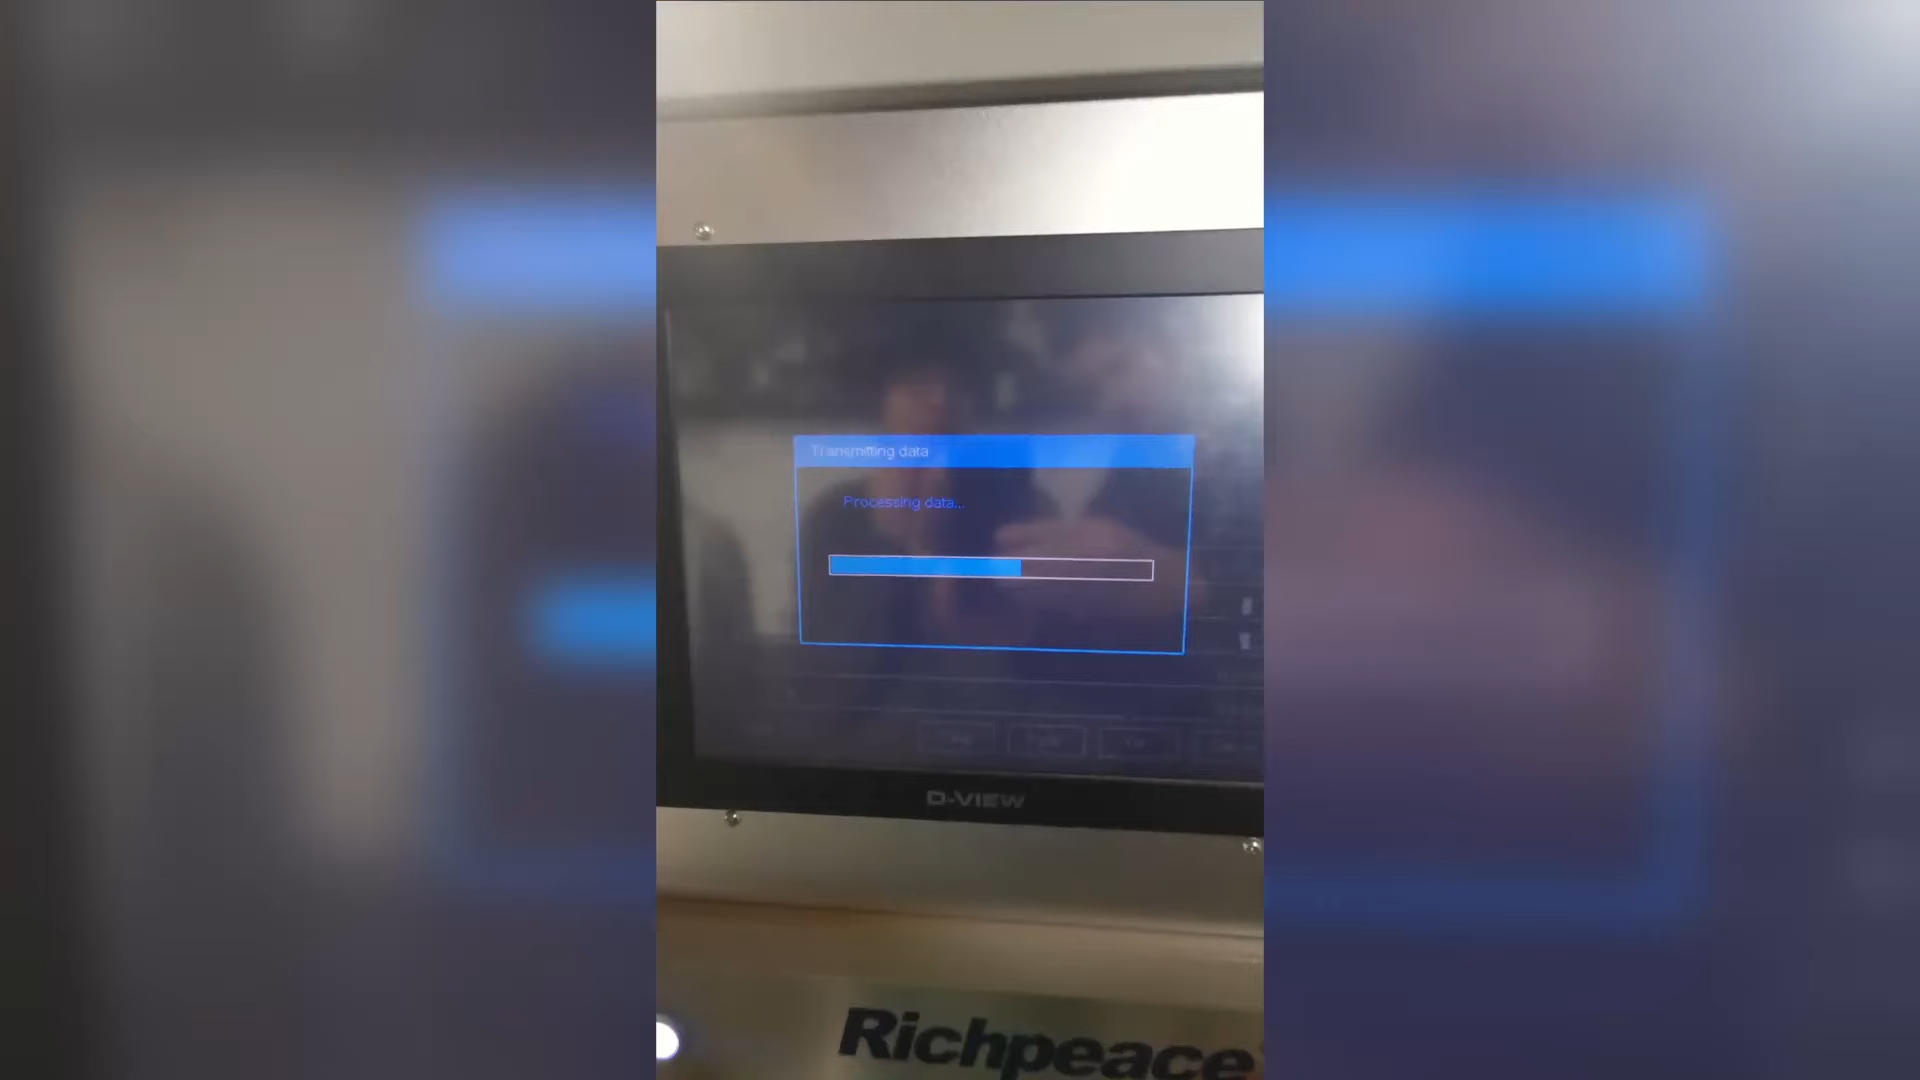 Transmitting data
Processing data...
D-VIEW
Richpeace